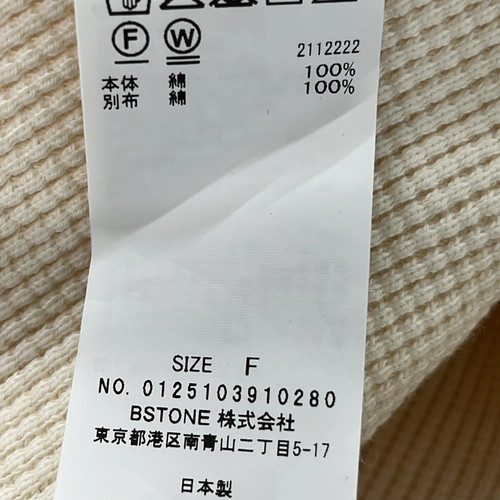 F W
2112222
本体 綿 100%
別布 綿 100%
SIZE F
NO. 0125103910280
BSTONE 株式会社
東京都港区南青山二丁目5-17
日本製